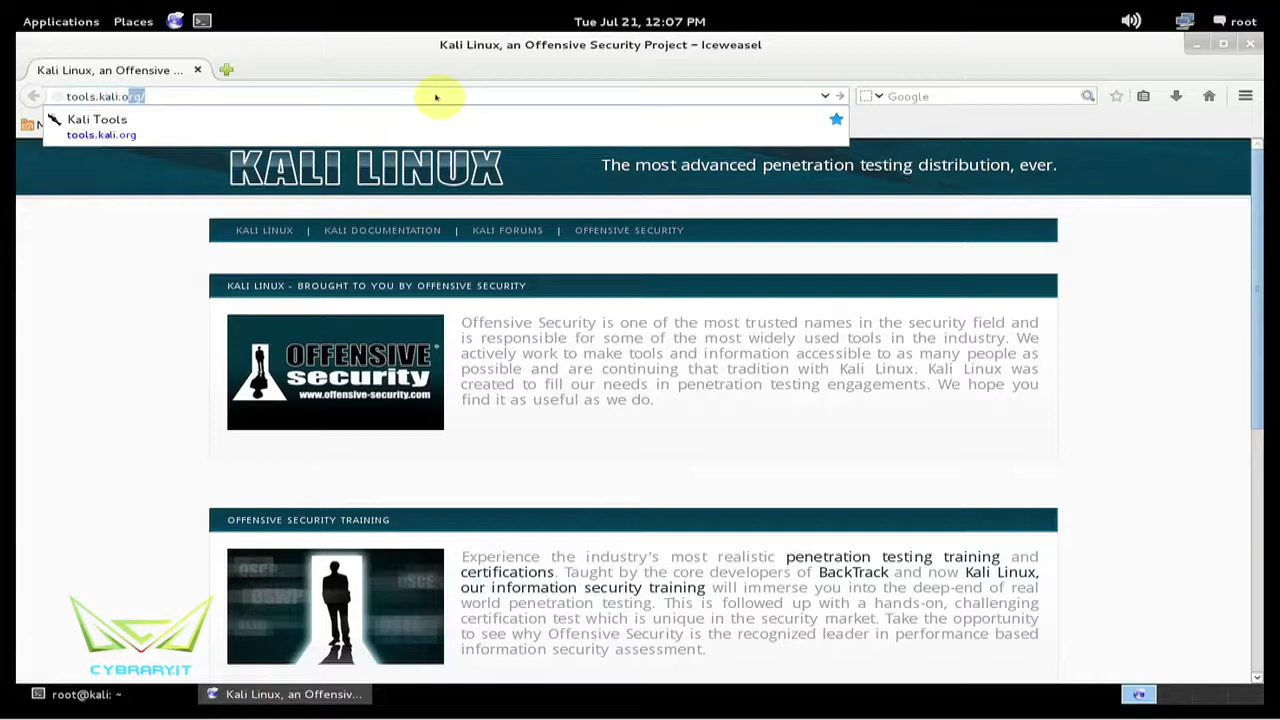 Applications Places Tue Jul 21, 12:07 PM root
Kali Linux, an Offensive Security Project - Iceweasel
Kali Linux, an Offensive ...
tools.kali.org/ Google
Kali Tools
tools.kali.org
KALI LINUX The most advanced penetration testing distribution, ever.
KALI LINUX | KALI DOCUMENTATION | KALI FORUMS | OFFENSIVE SECURITY
KALI LINUX - BROUGHT TO YOU BY OFFENSIVE SECURITY
OFFENSIVE
security
www.offensive-security.com
Offensive Security is one of the most trusted names in the security field and
is responsible for some of the most widely used tools in the industry. We
actively work to make tools and information accessible to as many people as
possible and are continuing that tradition with Kali Linux. Kali Linux was
created to fill our needs in penetration testing engagements. We hope you
find it as useful as we do.
OFFENSIVE SECURITY TRAINING
Experience the industry's most realistic penetration testing training and
certifications. Taught by the core developers of BackTrack and now Kali Linux,
our information security training will immerse you into the deep-end of real
world penetration testing. This is followed up with a hands-on, challenging
certification test which is unique in the security market. Take the opportunity
to see why Offensive Security is the recognized leader in performance based
information security assessment.
CYBRARY.IT
root@kali: ~ Kali Linux, an Offensiv...